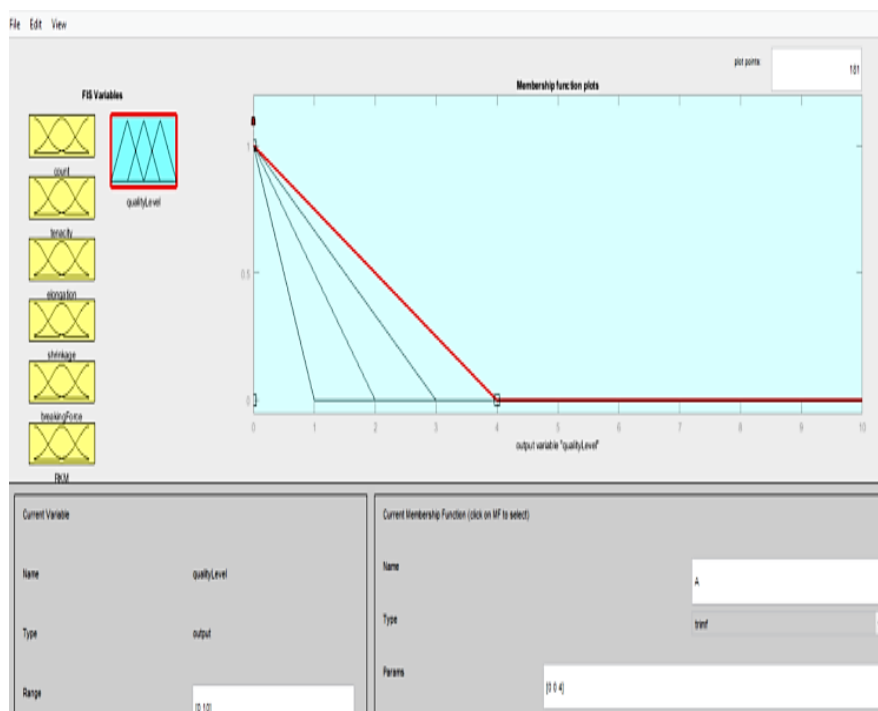 File Edit View
plot points: 181
FIS Variables
Membership function plots
count
qualityLevel
tenacity
elongation
shrinkage
breakingForce
RKM
1
0.5
0
0 1 2 3 4 5 6 7 8 9 10
output variable "qualityLevel"
Current Variable
Name qualityLevel
Type output
Range [0 10]
Current Membership Function (click on MF to select)
Name A
Type trimf
Params [0 0 4]